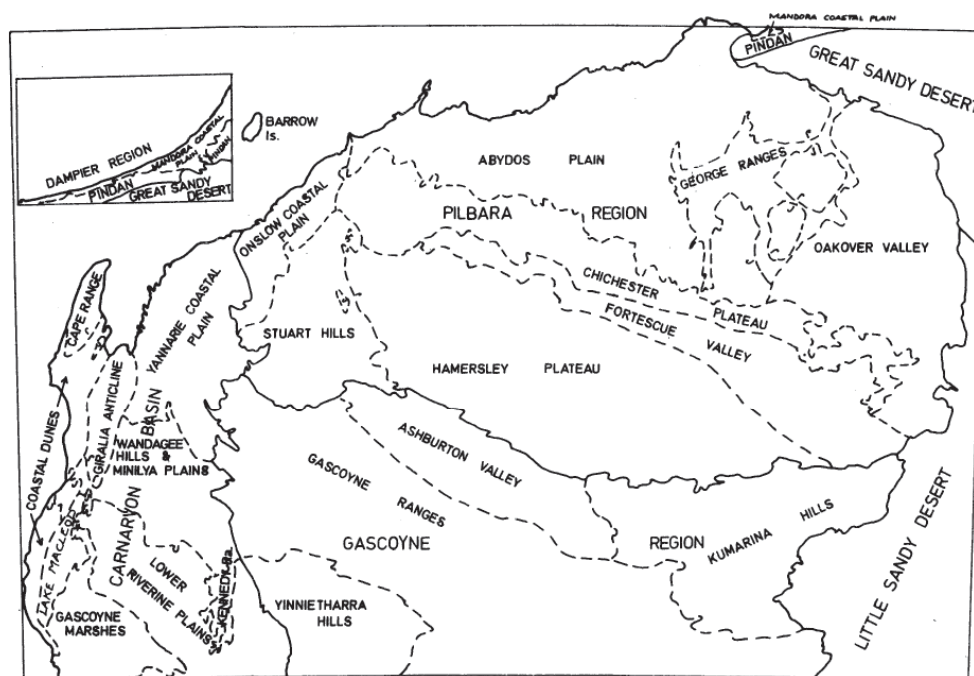 MANDORA COASTAL PLAIN
PINDAN
GREAT SANDY DESERT
DAMPIER REGION
MANDORA COASTAL
PLAIN
PINDAN
PINDAN
GREAT SANDY
DESERT
BARROW
Is.
ABYDOS PLAIN
GEORGE RANGES
PILBARA REGION
ONSLOW COASTAL
PLAIN
OAKOVER VALLEY
CHICHESTER
PLATEAU
FORTESCUE
VALLEY
CAPE RANGE
YANNARIE COASTAL
PLAIN
STUART HILLS
HAMERSLEY PLATEAU
COASTAL DUNES
GIRALIA ANTICLINE
CARNARVON BASIN
WANDAGEE
HILLS &
MINILYA PLAINS
ASHBURTON VALLEY
GASCOYNE
RANGES
GASCOYNE REGION
KUMARINA HILLS
LITTLE SANDY DESERT
LAKE MACLEOD
LOWER
RIVERINE PLAINS
KENNEDY Ra.
GASCOYNE
MARSHES
YINNIETHARRA
HILLS